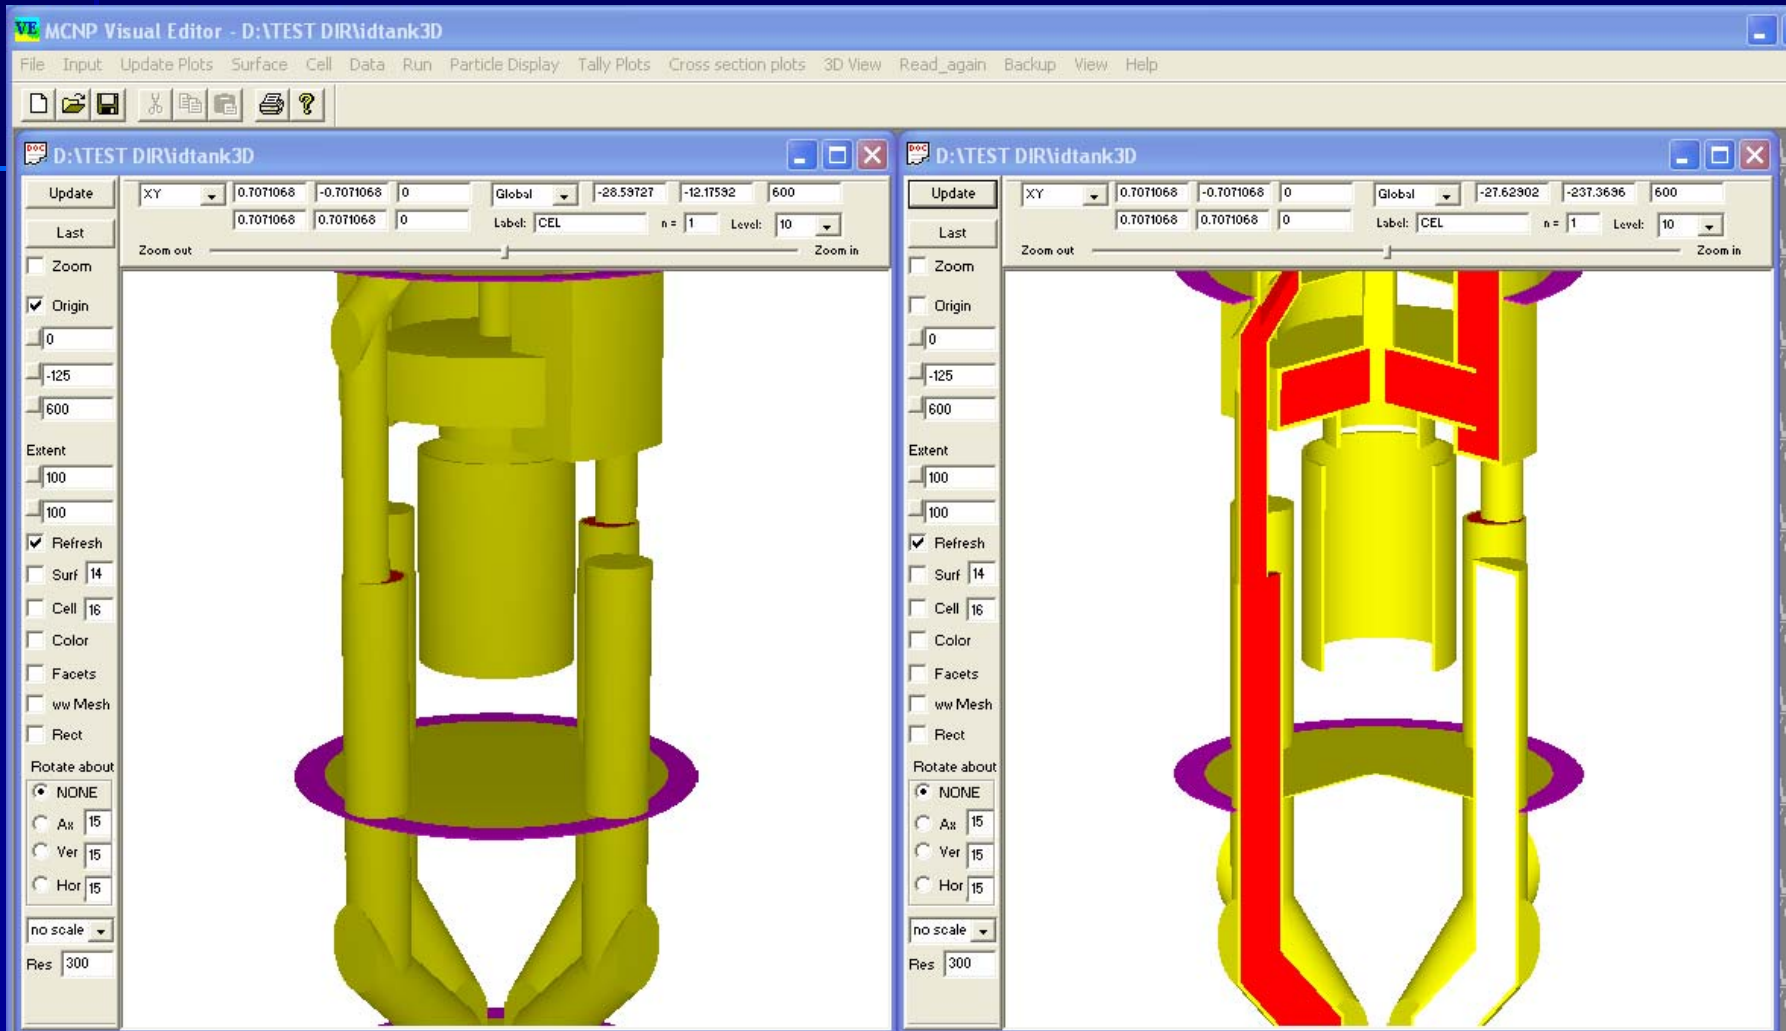 VE MCNP Visual Editor - D:\TEST DIR\idtank3D
File Input Update Plots Surface Cell Data Run Particle Display Tally Plots Cross section plots 3D View Read_again Backup View Help
DOC D:\TEST DIR\idtank3D
Update
XY 0.7071068 -0.7071068 0 Global -28.59727 -12.17592 600
0.7071068 0.7071068 0 Label: CEL n = 1 Level: 10
Last
Zoom out Zoom in
Zoom
Origin
0
-125
600
Extent
100
100
Refresh
Surf 14
Cell 16
Color
Facets
ww Mesh
Rect
Rotate about
NONE
Ax 15
Ver 15
Hor 15
no scale
Res 300
DOC D:\TEST DIR\idtank3D
Update
XY 0.7071068 -0.7071068 0 Global -27.62902 -237.3696 600
0.7071068 0.7071068 0 Label: CEL n = 1 Level: 10
Last
Zoom out Zoom in
Zoom
Origin
0
-125
600
Extent
100
100
Refresh
Surf 14
Cell 16
Color
Facets
ww Mesh
Rect
Rotate about
NONE
Ax 15
Ver 15
Hor 15
no scale
Res 300